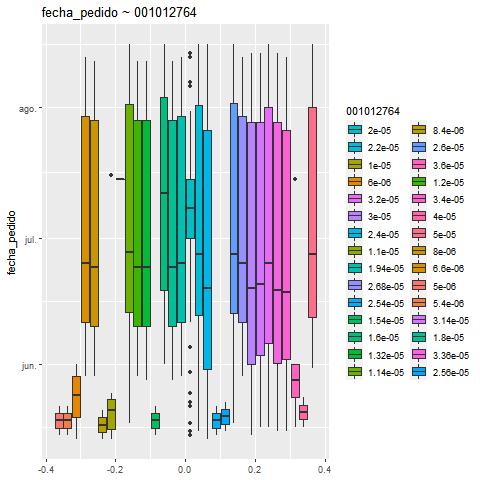 fecha_pedido ~ 001012764
fecha_pedido
ago.
jul.
jun.
-0.4
-0.2
0.0
0.2
0.4
001012764
2e-05
2.2e-05
1e-05
6e-06
3.2e-05
3e-05
2.4e-05
1.1e-05
1.94e-05
2.68e-05
2.54e-05
1.54e-05
1.6e-05
1.32e-05
1.14e-05
8.4e-06
2.6e-05
3.6e-05
1.2e-05
3.4e-05
4e-05
5e-05
8e-06
6.6e-06
5e-06
5.4e-06
3.14e-05
1.8e-05
3.36e-05
2.56e-05